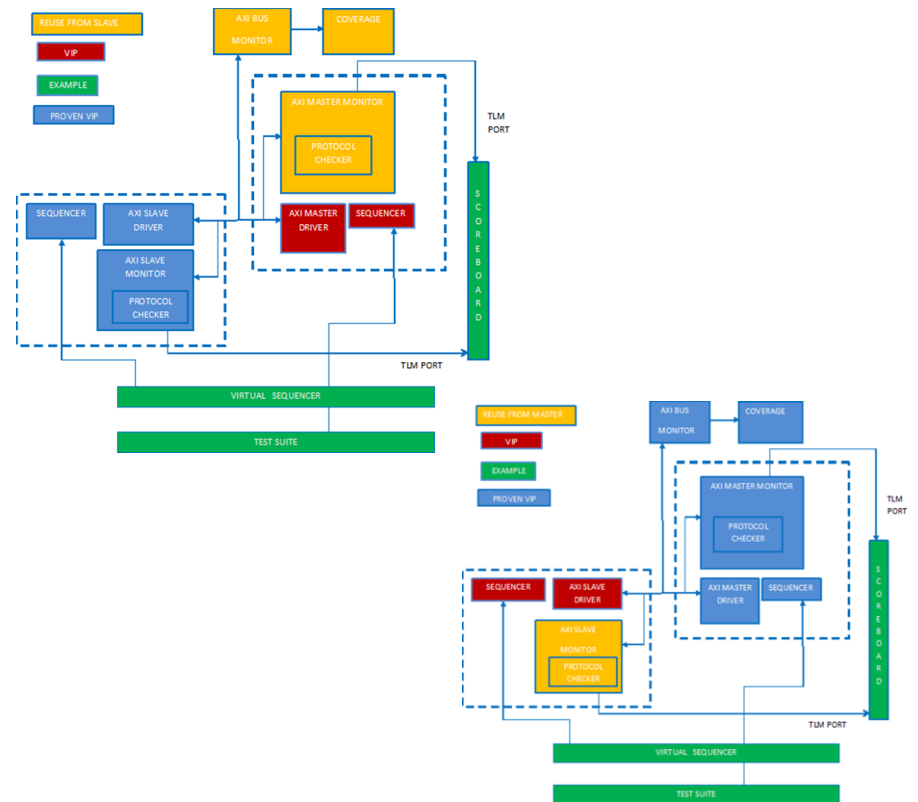 REUSE FROM SLAVE
VIP
EXAMPLE
PROVEN VIP
AXI BUS
MONITOR
COVERAGE
AXI MASTER MONITOR
PROTOCOL
CHECKER
TLM
PORT
SEQUENCER
AXI SLAVE
DRIVER
AXI MASTER
DRIVER
SEQUENCER
AXI SLAVE
MONITOR
PROTOCOL
CHECKER
SCOREBOARD
TLM PORT
VIRTUAL SEQUENCER
TEST SUITE
REUSE FROM MASTER
VIP
EXAMPLE
PROVEN VIP
AXI BUS
MONITOR
COVERAGE
AXI MASTER MONITOR
PROTOCOL
CHECKER
TLM
PORT
SEQUENCER
AXI SLAVE
DRIVER
AXI MASTER
DRIVER
SEQUENCER
AXI SLAVE
MONITOR
PROTOCOL
CHECKER
SCOREBOARD
TLM PORT
VIRTUAL SEQUENCER
TEST SUITE